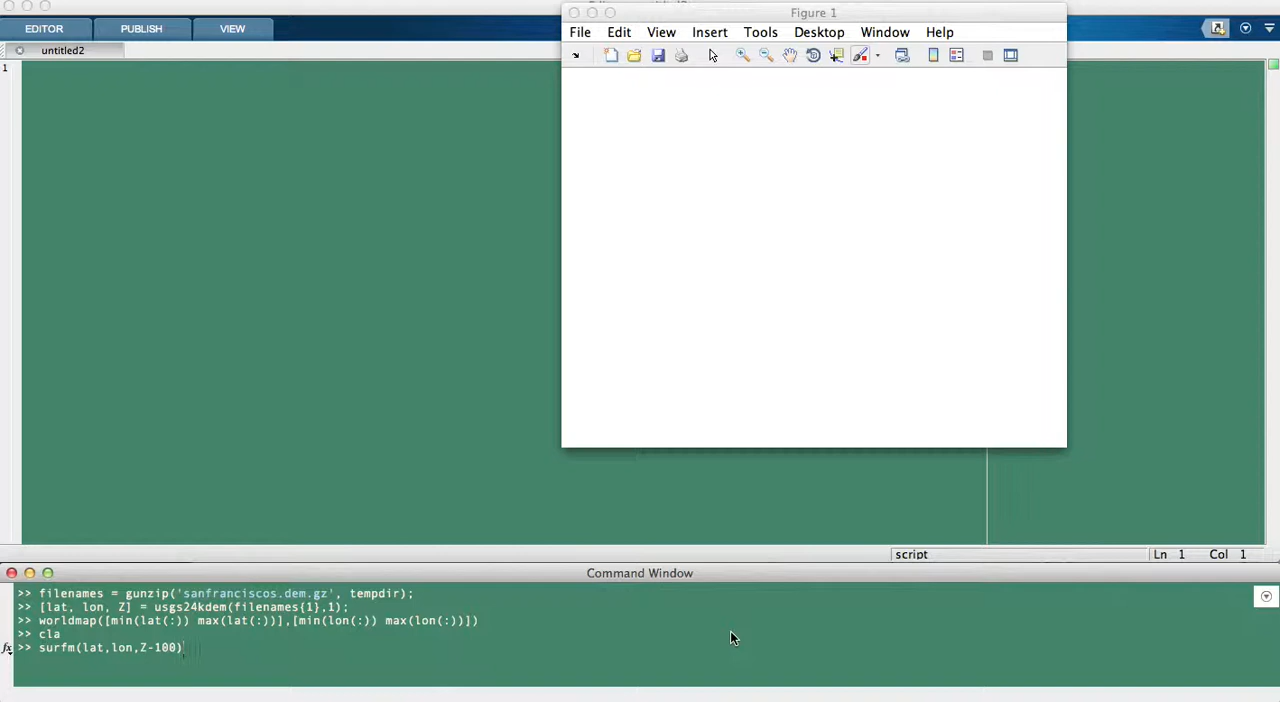 Figure 1
EDITOR PUBLISH VIEW
File Edit View Insert Tools Desktop Window Help
untitled2
1
script Ln 1 Col 1
Command Window
>> filenames = gunzip('sanfranciscos.dem.gz', tempdir);
>> [lat, lon, Z] = usgs24kdem(filenames{1},1);
>> worldmap([min(lat(:)) max(lat(:))],[min(lon(:)) max(lon(:))])
>> cla
fx >> surfm(lat,lon,Z-100)